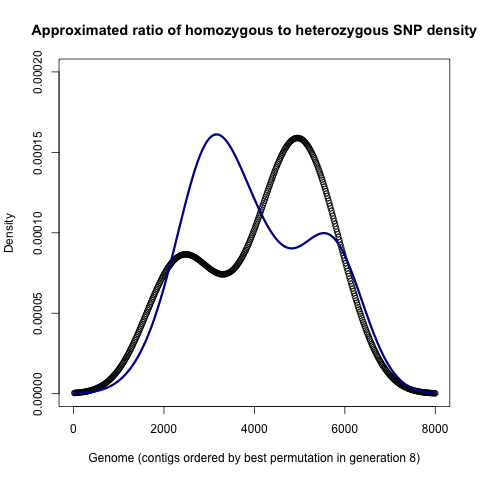 Approximated ratio of homozygous to heterozygous SNP density
0.00020
0.00015
0.00010
0.00005
0.00000
Density
0 2000 4000 6000 8000
Genome (contigs ordered by best permutation in generation 8)